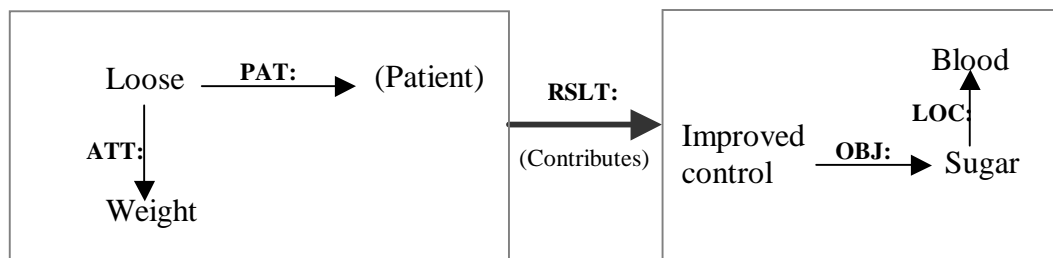 Loose
PAT:
(Patient)
ATT:
Weight
RSLT:
(Contributes)
Improved
control
OBJ:
Blood
LOC:
Sugar